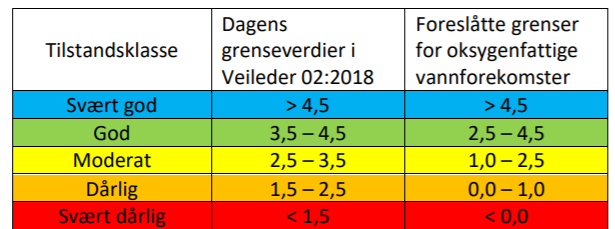 Tilstandsklasse
Dagens
grenseverdier i
Veileder 02:2018
Foreslåtte grenser
for oksygenfattige
vannforekomster
Svært god > 4,5 > 4,5
God 3,5 – 4,5 2,5 – 4,5
Moderat 2,5 – 3,5 1,0 – 2,5
Dårlig 1,5 – 2,5 0,0 – 1,0
Svært dårlig < 1,5 < 0,0